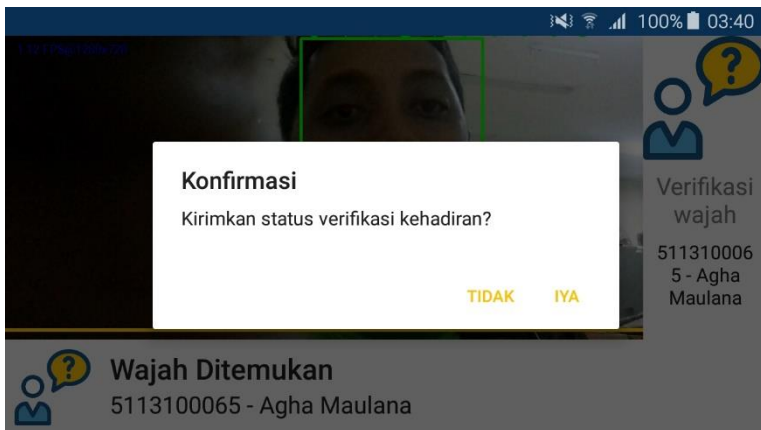 100% 03:40
Verifikasi
wajah
511310006
5 - Agha
Maulana
Konfirmasi
Kirimkan status verifikasi kehadiran?
TIDAK IYA
Wajah Ditemukan
5113100065 - Agha Maulana